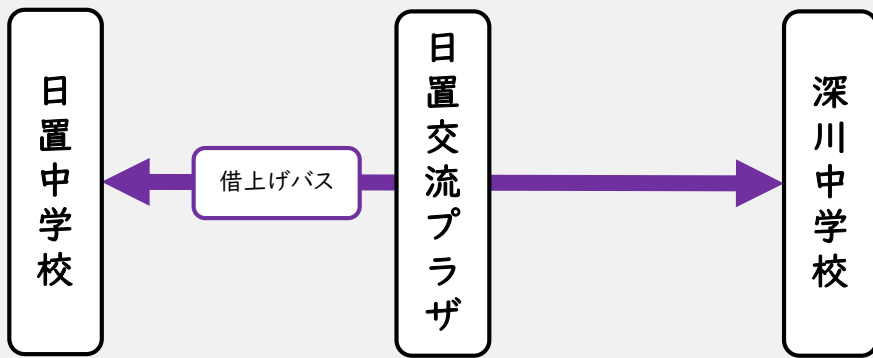 日置中学校
借上げバス
日置交流プラザ
深川中学校